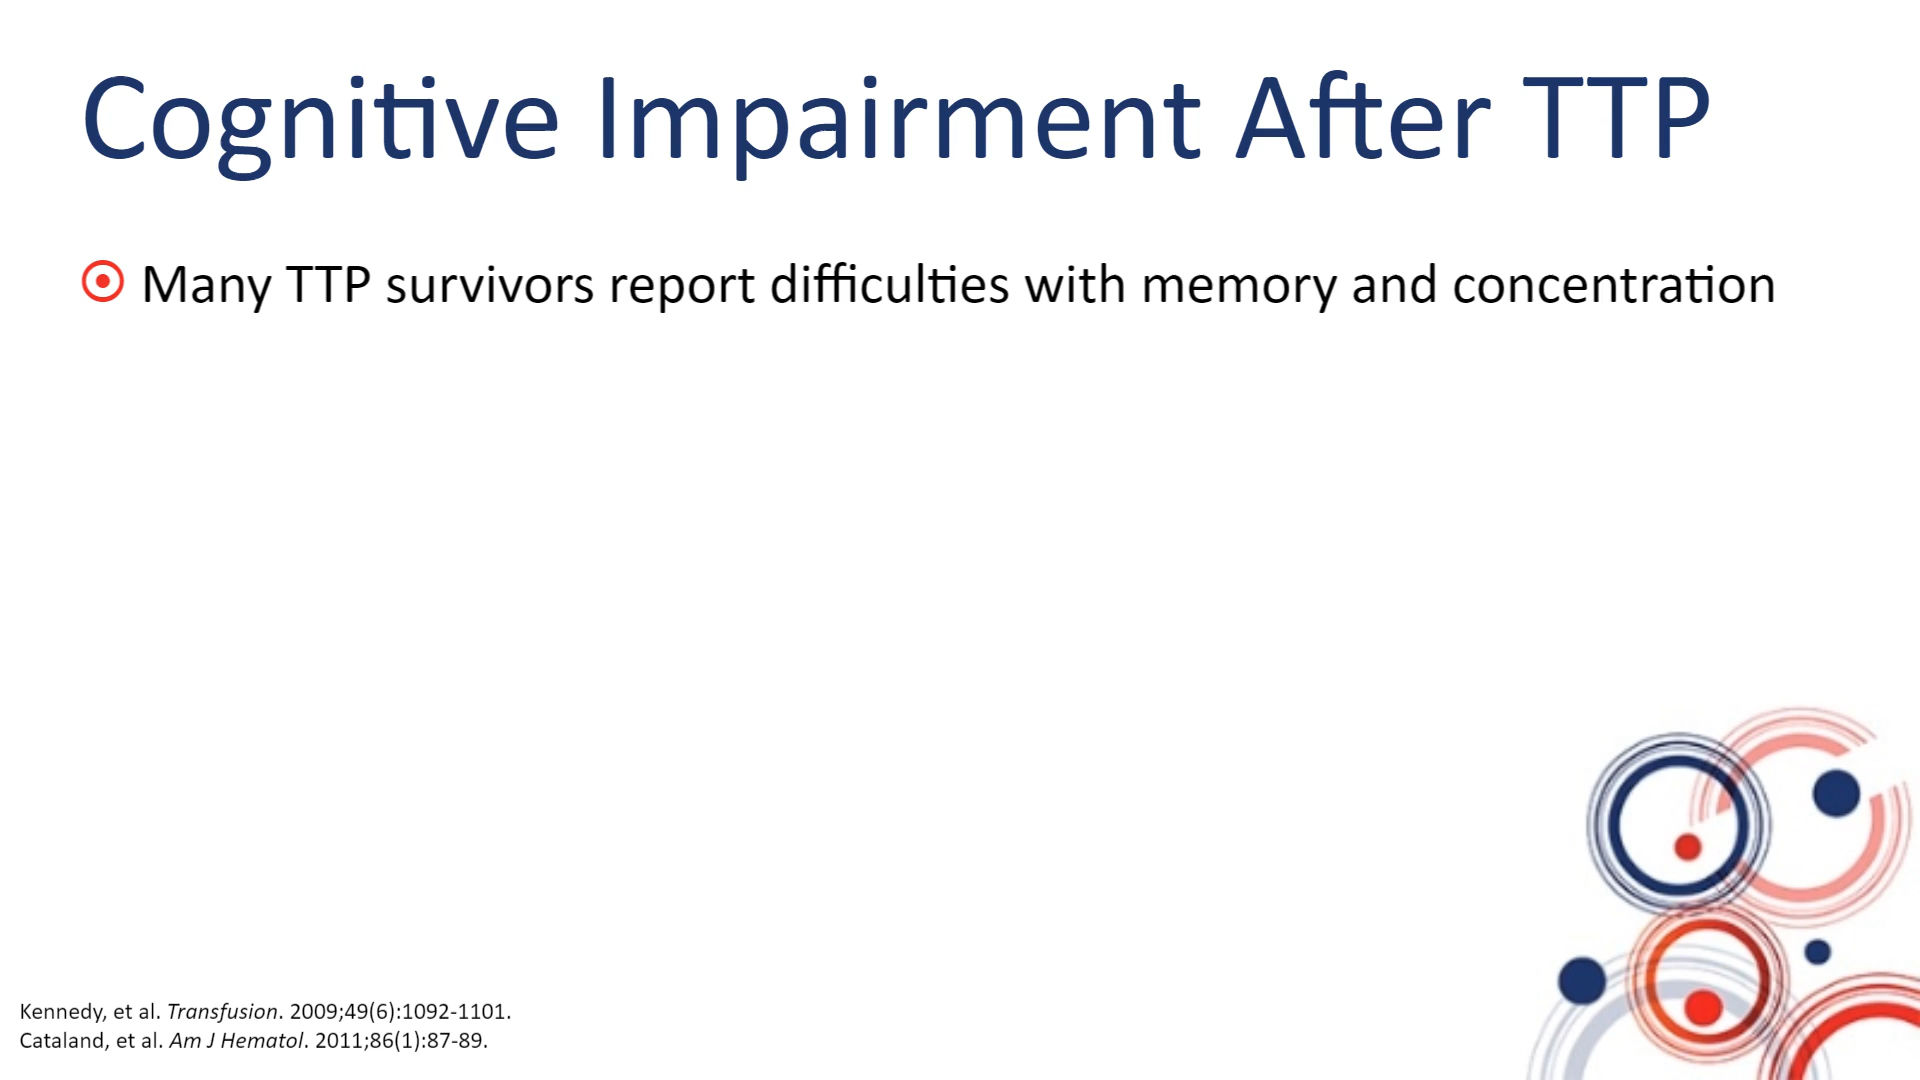 Cognitive Impairment After TTP
Many TTP survivors report difficulties with memory and concentration
Kennedy, et al. Transfusion. 2009;49(6):1092-1101.
Cataland, et al. Am J Hematol. 2011;86(1):87-89.